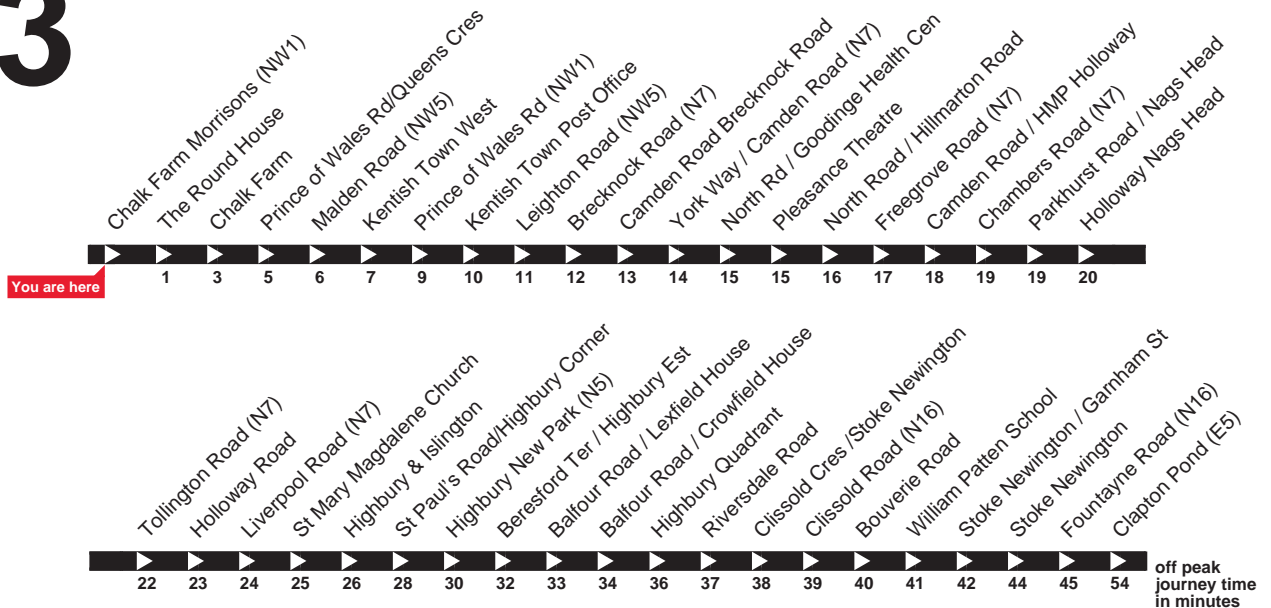 3
Chalk Farm Morrisons (NW1)
The Round House
Chalk Farm
Prince of Wales Rd/Queens Cres
Malden Road (NW5)
Kentish Town West
Prince of Wales Rd (NW1)
Kentish Town Post Office
Leighton Road (NW5)
Brecknock Road (N7)
Camden Road Brecknock Road
York Way / Camden Road (N7)
North Rd / Goodinge Health Cen
Pleasance Theatre
North Road / Hillmarton Road
Freegrove Road (N7)
Camden Road / HMP Holloway
Chambers Road (N7)
Parkhurst Road / Nags Head
Holloway Nags Head
You are here
1 3 5 6 7 9 10 11 12 13 14 15 15 16 17 18 19 19 20
Tollington Road (N7)
Holloway Road
Liverpool Road (N7)
St Mary Magdalene Church
Highbury & Islington
St Paul's Road/Highbury Corner
Highbury New Park (N5)
Beresford Ter / Highbury Est
Balfour Road / Lexfield House
Balfour Road / Crowfield House
Highbury Quadrant
Riversdale Road
Clissold Cres /Stoke Newington
Clissold Road (N16)
Bouverie Road
William Patten School
Stoke Newington / Garnham St
Stoke Newington
Fountayne Road (N16)
Clapton Pond (E5)
22 23 24 25 26 28 30 32 33 34 36 37 38 39 40 41 42 44 45 54
off peak
journey time
in minutes